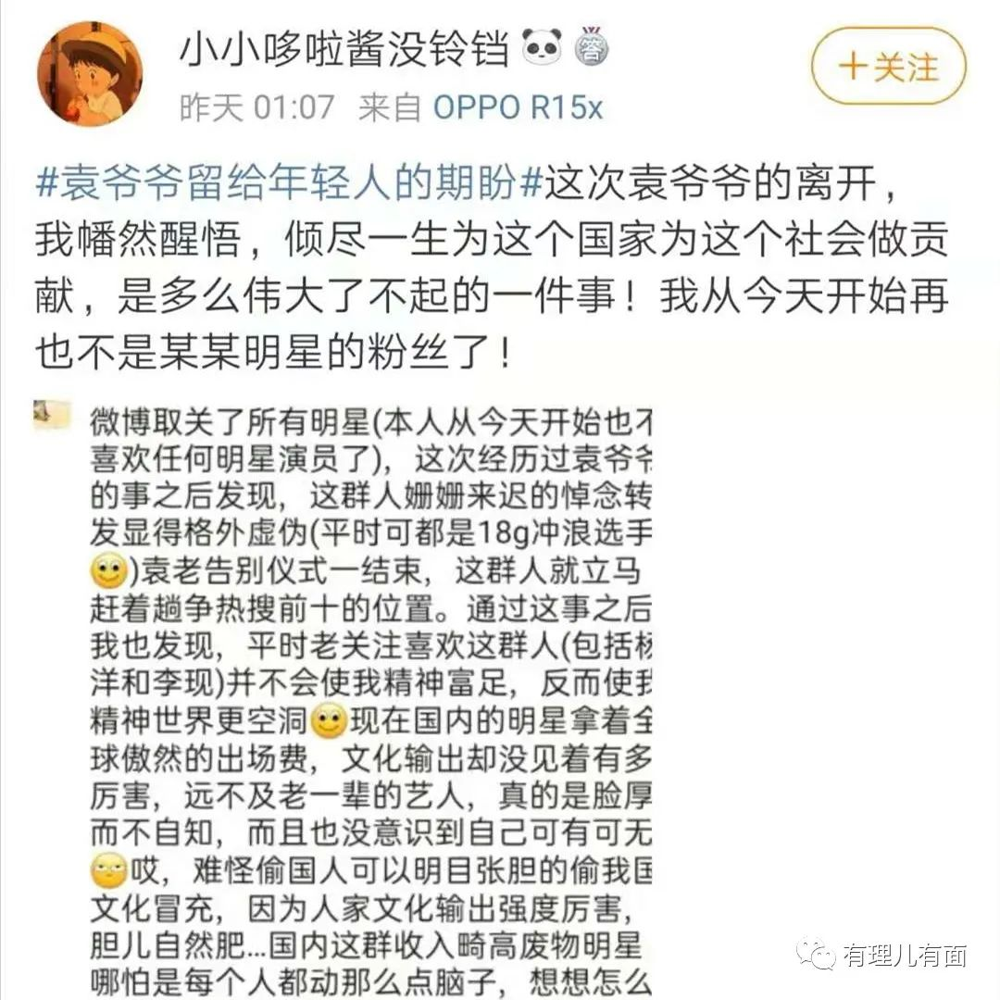 小小哆啦酱没铃铛
答
昨天 01:07 来自 OPPO R15x
+关注
#袁爷爷留给年轻人的期盼#这次袁爷爷的离开，
我幡然醒悟，倾尽一生为这个国家为这个社会做贡
献，是多么伟大了不起的一件事！我从今天开始再
也不是某某明星的粉丝了！
微博取关了所有明星(本人从今天开始也不
喜欢任何明星演员了)，这次经历过袁爷爷
的事之后发现，这群人姗姗来迟的悼念转
发显得格外虚伪(平时可都是18g冲浪选手
)袁老告别仪式一结束，这群人就立马
赶着趟争热搜前十的位置。通过这事之后
我也发现，平时老关注喜欢这群人(包括杨
洋和李现)并不会使我精神富足，反而使我
精神世界更空洞现在国内的明星拿着全
球傲然的出场费，文化输出却没见着有多
厉害，远不及老一辈的艺人，真的是脸厚
而不自知，而且也没意识到自己可有可无
哎，难怪偷国人可以明目张胆的偷我国
文化冒充，因为人家文化输出强度厉害，
胆儿自然肥...国内这群收入畸高废物明星
哪怕是每个人都动那么点脑子，想想怎么
有理儿有面